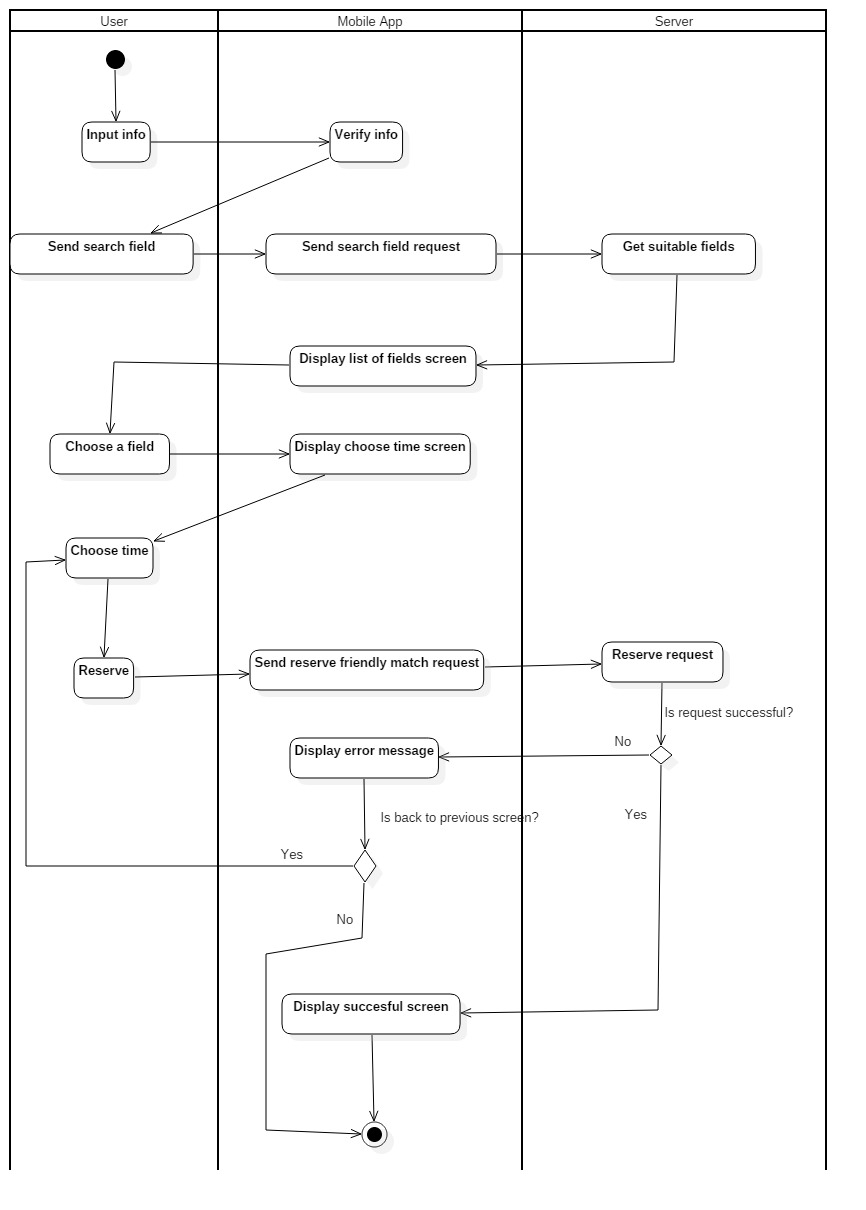 User
Mobile App
Server
Input info
Verify info
Send search field
Send search field request
Get suitable fields
Display list of fields screen
Choose a field
Display choose time screen
Choose time
Reserve
Send reserve friendly match request
Reserve request
Is request successful?
No
Display error message
Is back to previous screen?
Yes
Yes
No
Display succesful screen